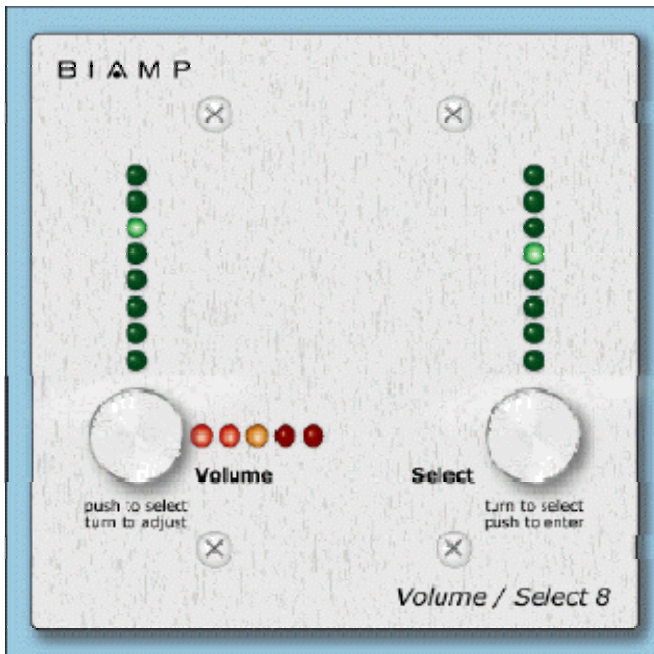 BIAMP
Volume
Select
push to select
turn to adjust
turn to select
push to enter
Volume / Select 8